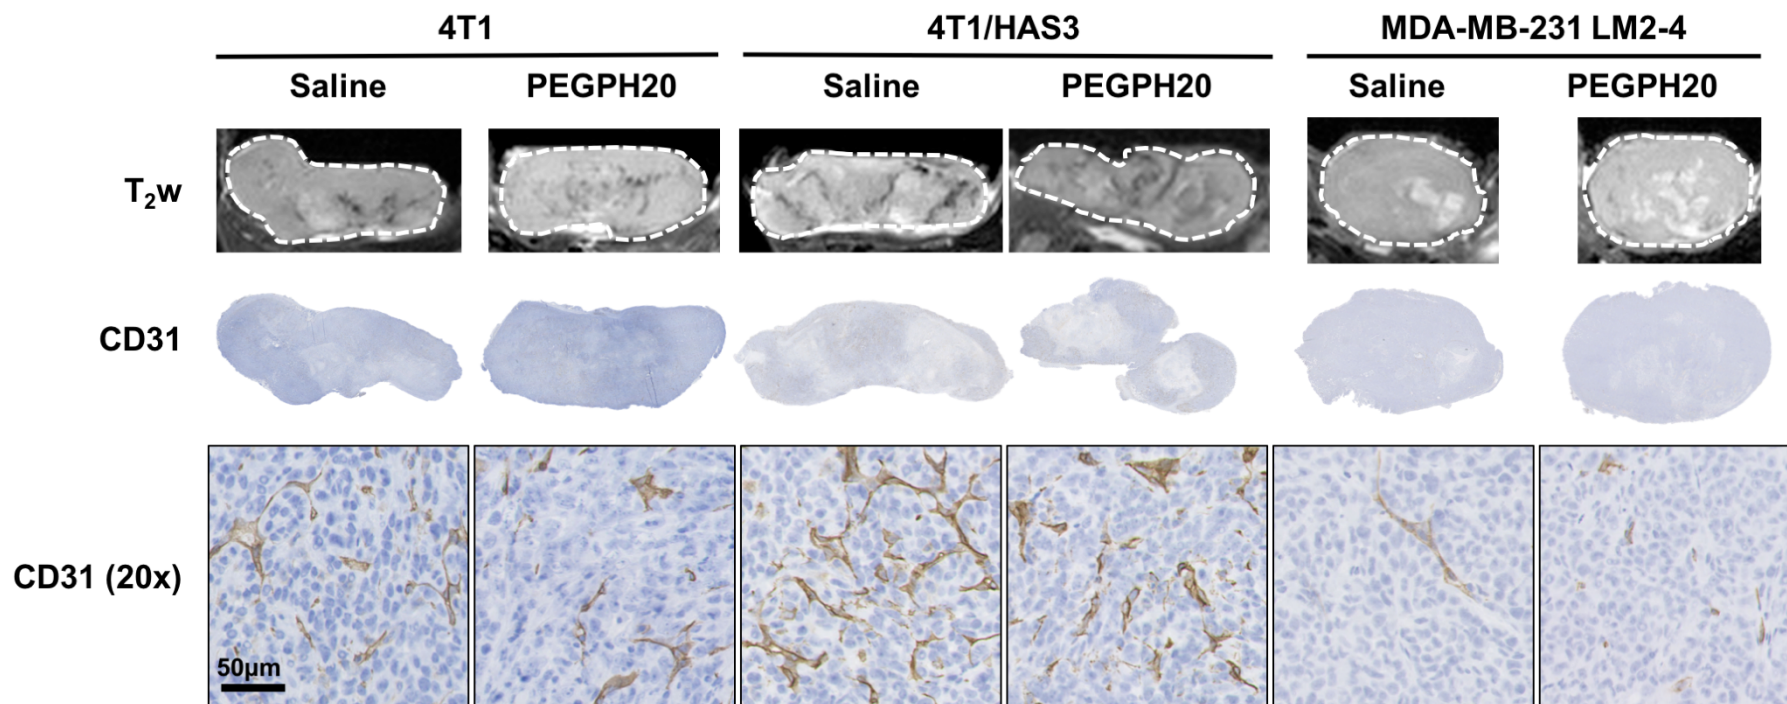 4T1 4T1/HAS3 MDA-MB-231 LM2-4
Saline PEGPH20 Saline PEGPH20 Saline PEGPH20
T₂w
CD31
CD31 (20x)
50µm